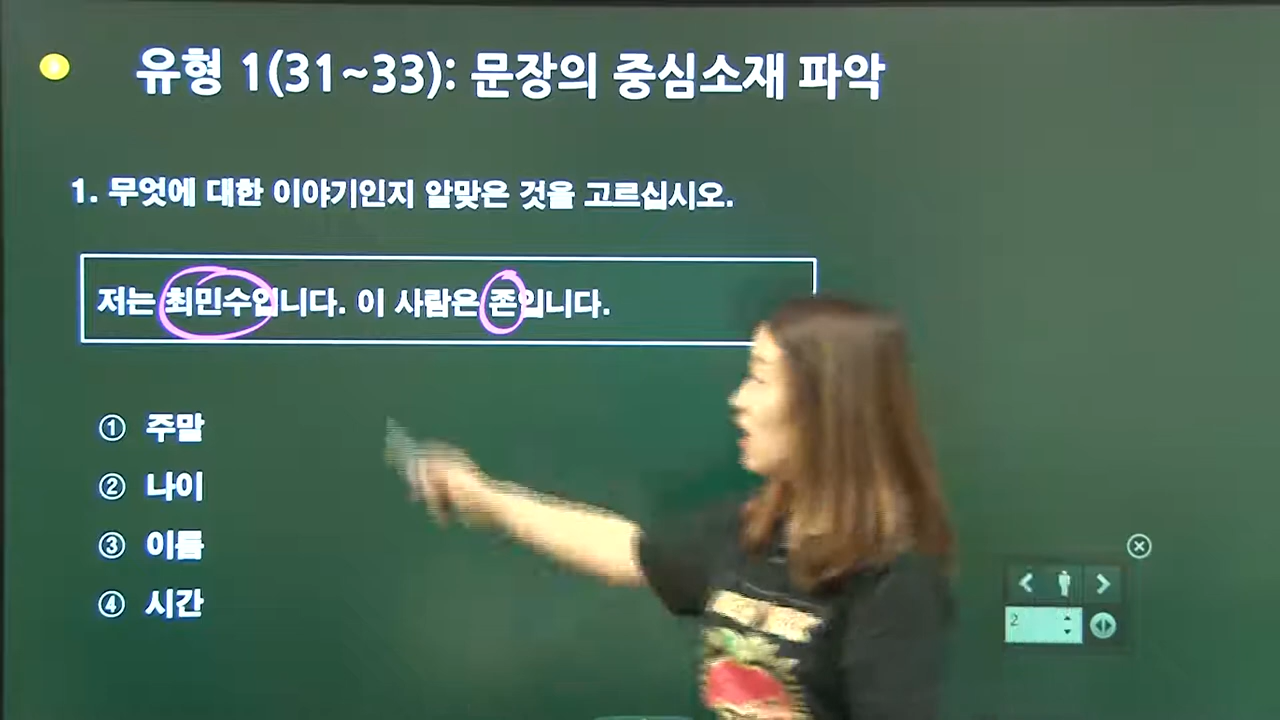 유형 1(31~33): 문장의 중심소재 파악
1. 무엇에 대한 이야기인지 알맞은 것을 고르십시오.
저는 최민수입니다. 이 사람은 존입니다.
① 주말
② 나이
③ 이름
④ 시간
2